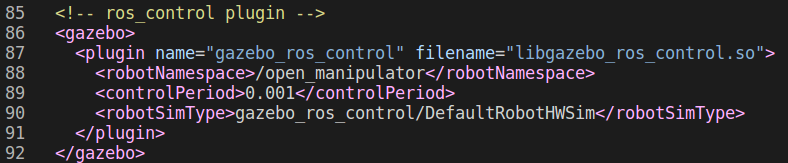 85 <!-- ros_control plugin -->
86 <gazebo>
87 <plugin name="gazebo_ros_control" filename="libgazebo_ros_control.so">
88 <robotNamespace>/open_manipulator</robotNamespace>
89 <controlPeriod>0.001</controlPeriod>
90 <robotSimType>gazebo_ros_control/DefaultRobotHWSim</robotSimType>
91 </plugin>
92 </gazebo>